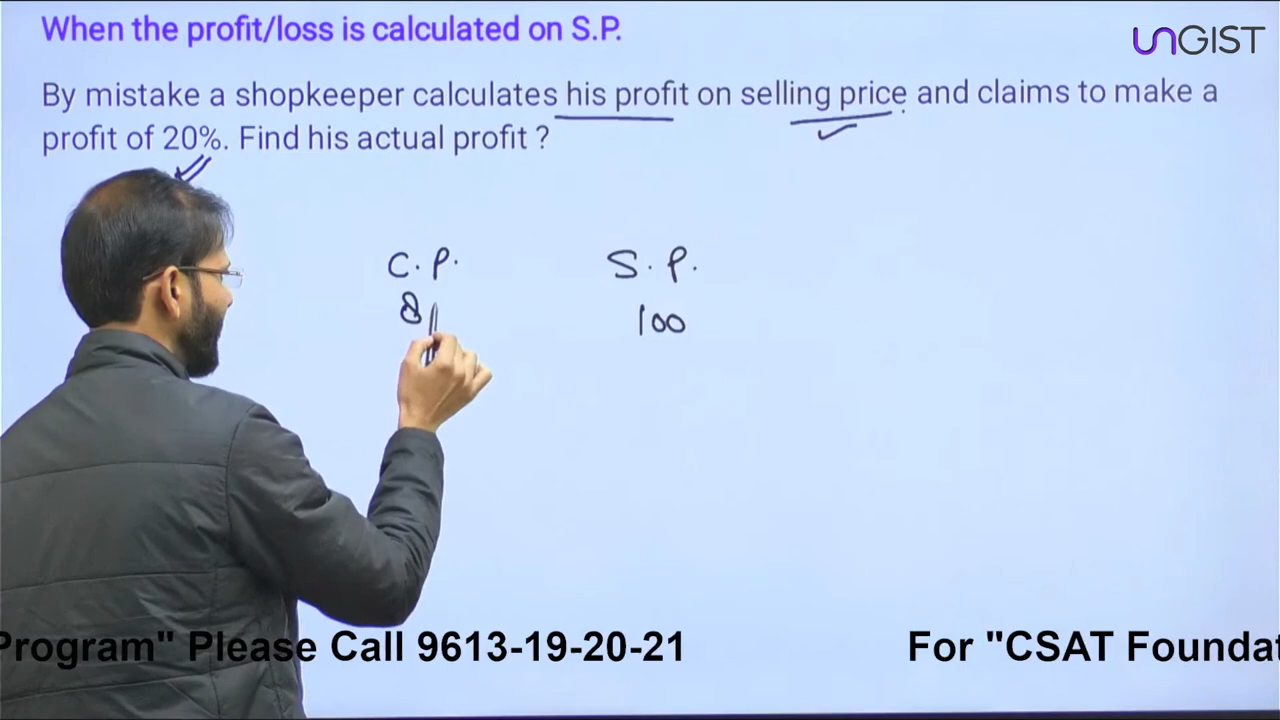 When the profit/loss is calculated on S.P.
UNGIST
By mistake a shopkeeper calculates his profit on selling price and claims to make a
profit of 20%. Find his actual profit ?
C.P. S.P.
8 100
Program" Please Call 9613-19-20-21 For "CSAT Foundat